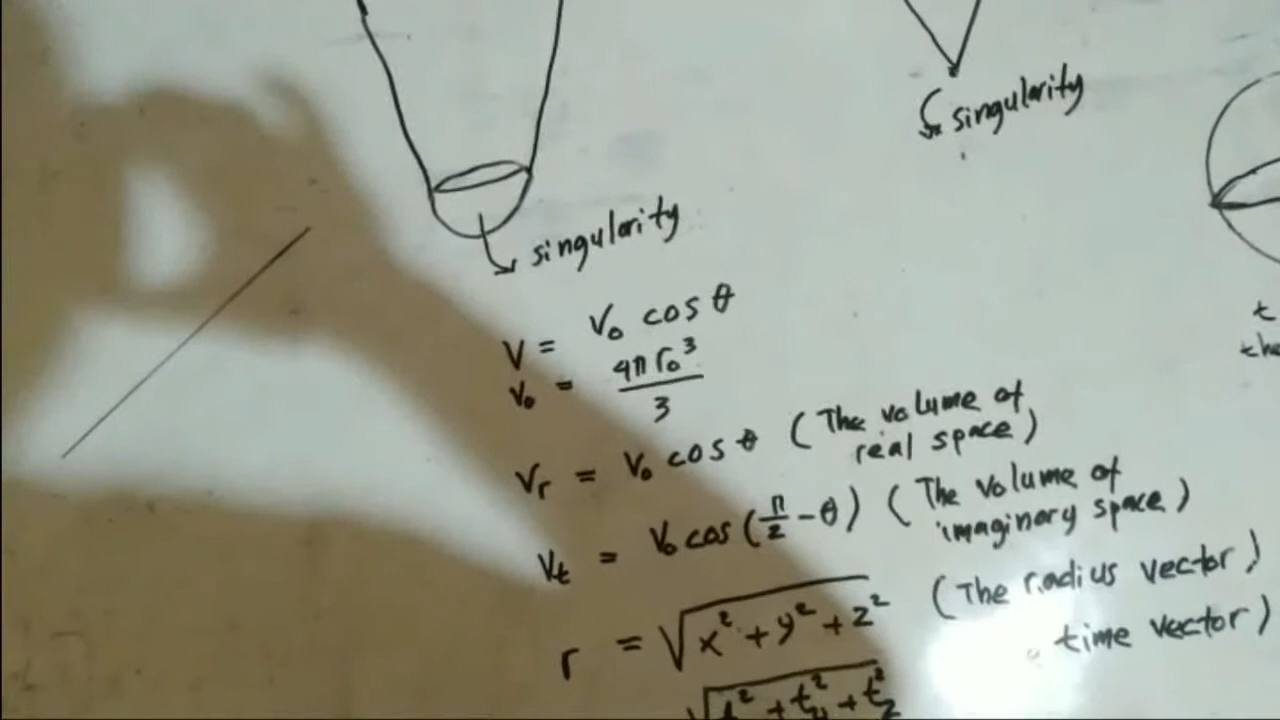 singularity
singularity
V = V₀ cos θ
V₀ = 4πr₀³ / 3
Vr = V₀ cos θ (The volume of
real space)
Vt = V₀ cos (π/2 - θ) (The volume of
imaginary space)
r = √x² + y² + z² (The radius vector)
time vector)
t